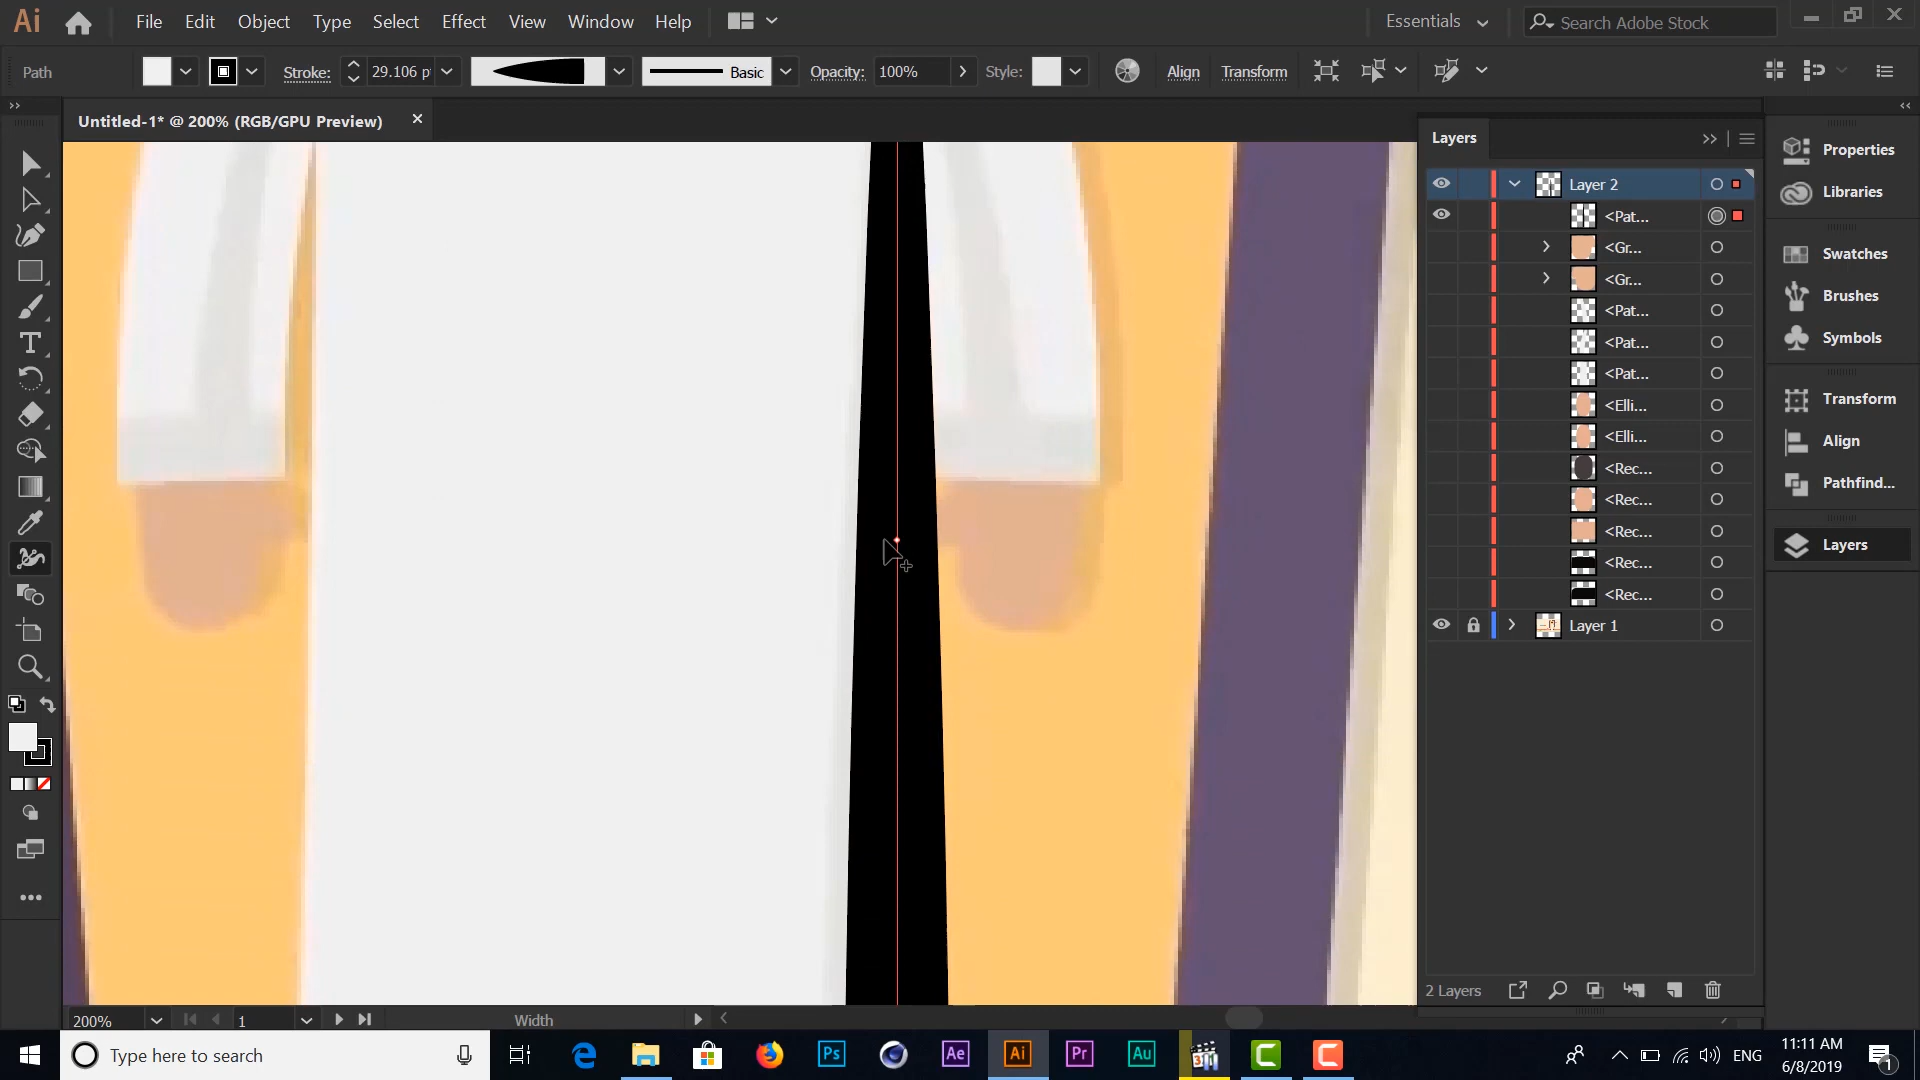 Ai File Edit Object Type Select Effect View Window Help Essentials Search Adobe Stock
Path Stroke: 29.106 p Basic Opacity: 100% Style: Align Transform
Untitled-1* @ 200% (RGB/GPU Preview)
Layers
Layer 2
<Pat...
<Gr...
<Gr...
<Pat...
<Pat...
<Pat...
<Elli...
<Elli...
<Rec...
<Rec...
<Rec...
<Rec...
<Rec...
Layer 1
2 Layers
Properties
Libraries
Swatches
Brushes
Symbols
Transform
Align
Pathfind...
Layers
200% 1 Width
Type here to search
Ps Ae Ai Pr Au
ENG
11:11 AM
6/8/2019
1